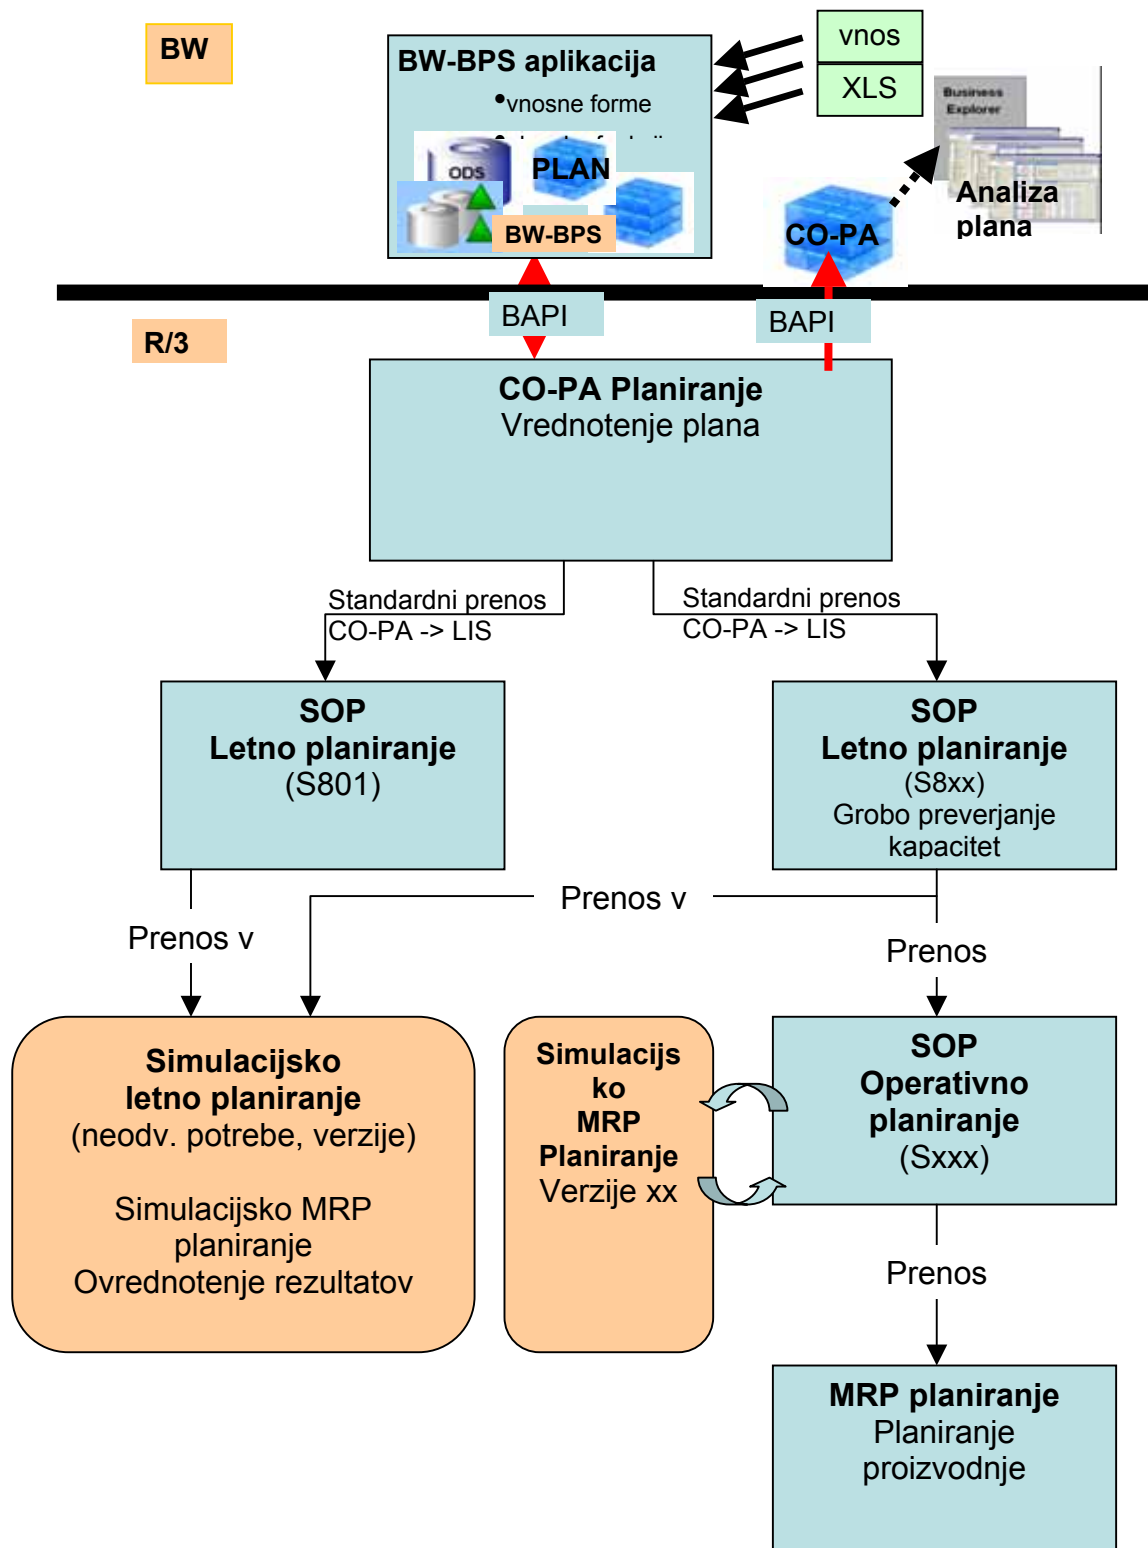 BW
BW-BPS aplikacija
•vnosne forme
ODS
PLAN
BW-BPS
vnos
XLS
Business
Explorer
Analiza
plana
CO-PA
BAPI
BAPI
R/3
CO-PA Planiranje
Vrednotenje plana
Standardni prenos
CO-PA -> LIS
Standardni prenos
CO-PA -> LIS
SOP
Letno planiranje
(S801)
SOP
Letno planiranje
(S8xx)
Grobo preverjanje
kapacitet
Prenos v
Prenos v
Prenos
Simulacijsko
letno planiranje
(neodv. potrebe, verzije)
Simulacijsko MRP
planiranje
Ovrednotenje rezultatov
Simulacijs
ko
MRP
Planiranje
Verzije xx
SOP
Operativno
planiranje
(Sxxx)
Prenos
MRP planiranje
Planiranje
proizvodnje